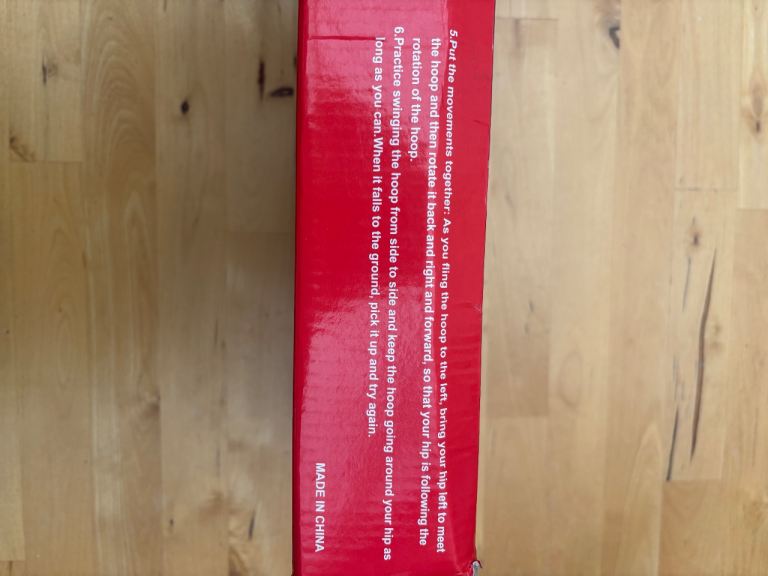 5.Put the movements together: As you fling the hoop to the left, bring your hip left to meet
the hoop and then rotate it back and right and forward, so that your hip is following the
rotation of the hoop.
6.Practice swinging the hoop from side to side and keep the hoop going around your hip as
long as you can.When it falls to the ground, pick it up and try again.
MADE IN CHINA